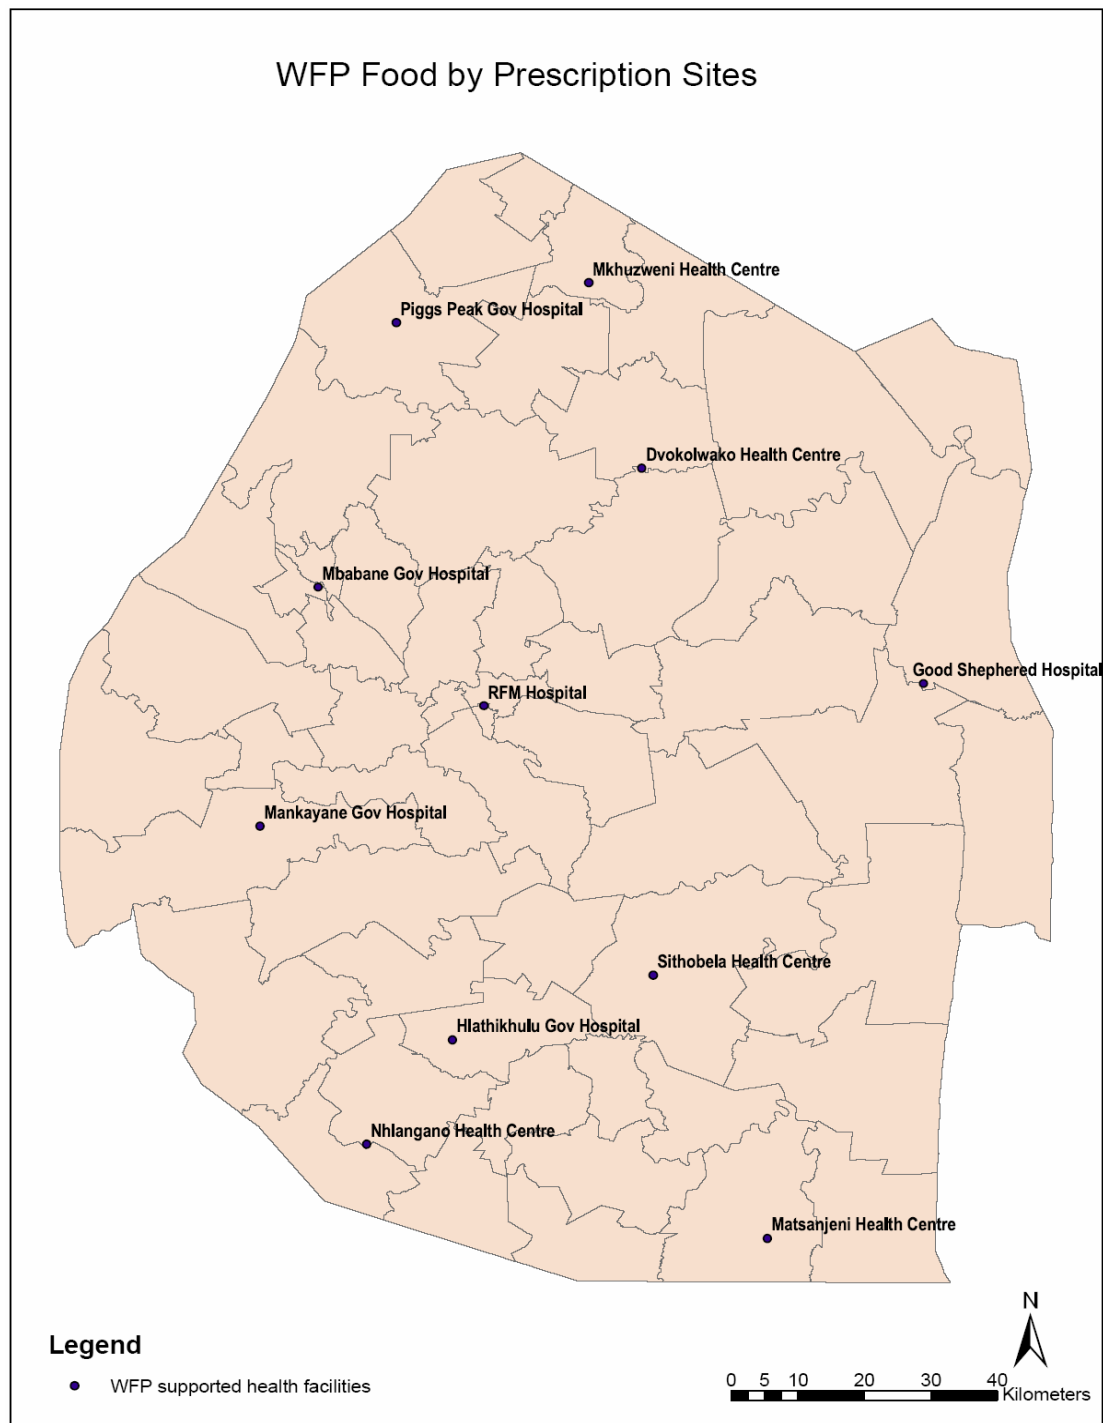 WFP Food by Prescription Sites
Mkhuzweni Health Centre
Piggs Peak Gov Hospital
Dvokolwako Health Centre
Mbabane Gov Hospital
Good Shephered Hospital
RFM Hospital
Mankayane Gov Hospital
Sithobela Health Centre
Hlathikhulu Gov Hospital
Nhlangano Health Centre
Matsanjeni Health Centre
N
Legend
WFP supported health facilities
0 5 10 20 30 40
Kilometers